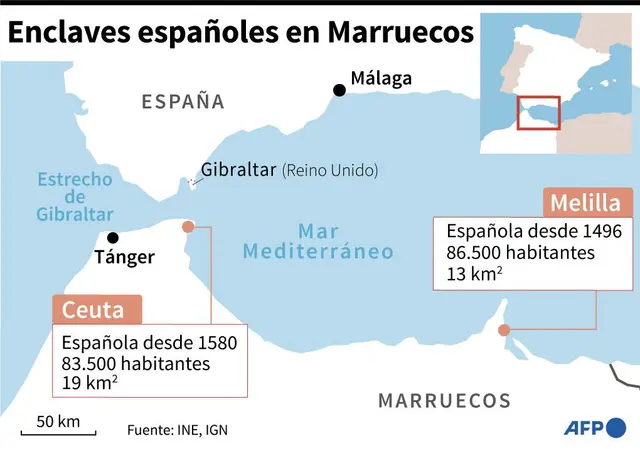 Enclaves españoles en Marruecos
Málaga
ESPAÑA
Gibraltar (Reino Unido)
Estrecho
de
Gibraltar
Mar
Mediterráneo
Melilla
Española desde 1496
86.500 habitantes
13 km²
Tánger
Ceuta
Española desde 1580
83.500 habitantes
19 km²
MARRUECOS
50 km
Fuente: INE, IGN
AFP